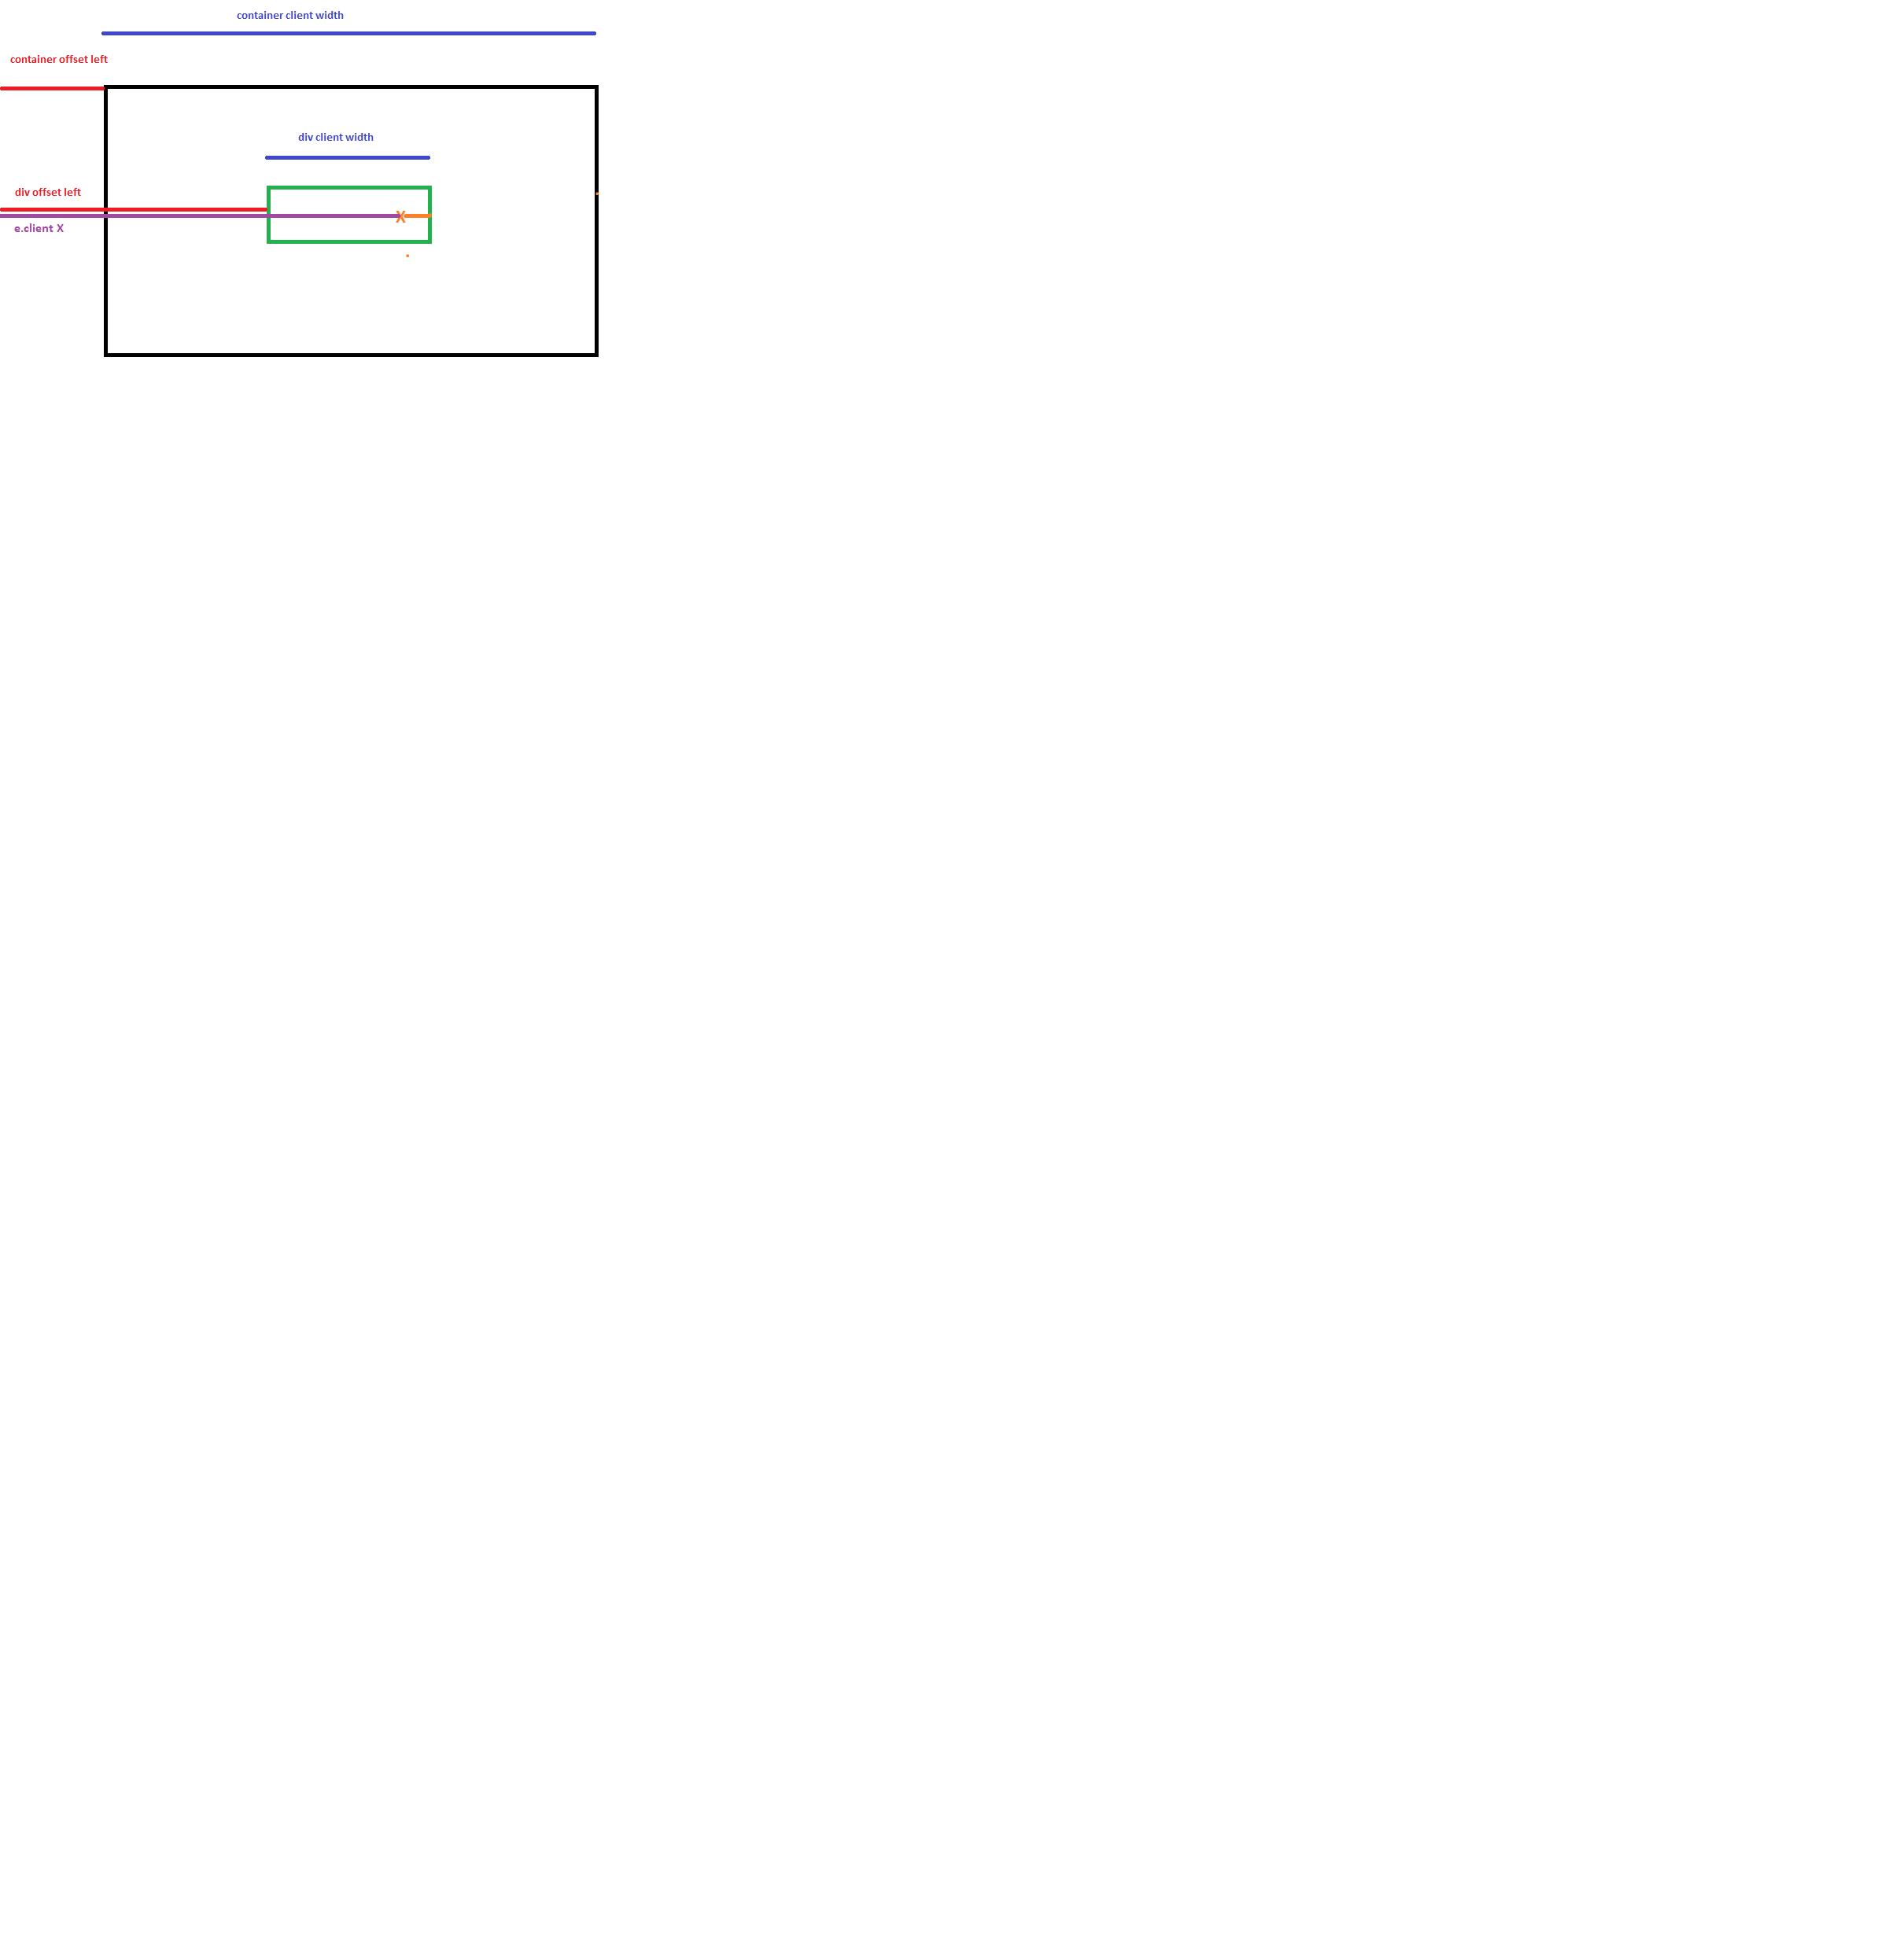 container client width
container offset left
div client width
div offset left
X
e.client X